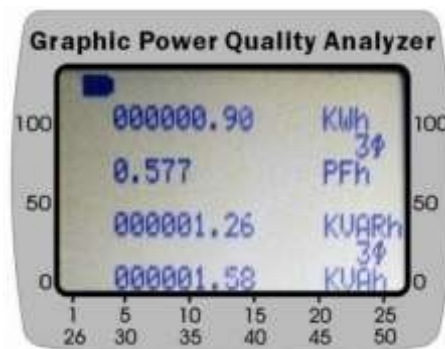 Graphic Power Quality Analyzer
000000.90 KWh
100 100
3φ
0.577 PFh
50 50
000001.26 KVARh
3φ
0 000001.58 KVAh 0
1 5 10 15 20 25
26 30 35 40 45 50